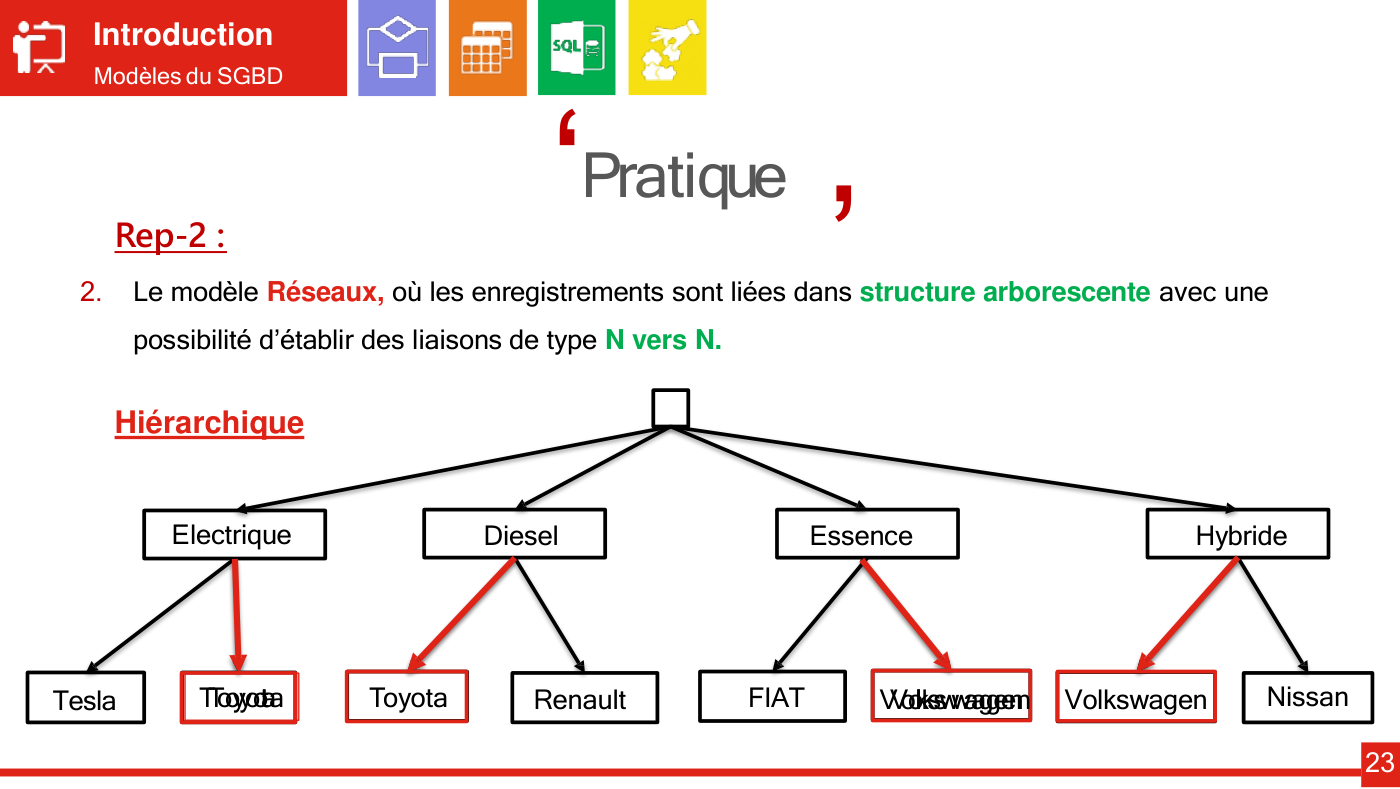 Introduction
Modèles du SGBD
SQL
‘ Pratique ’
Rep-2 :
2. Le modèle Réseaux, où les enregistrements sont liées dans structure arborescente avec une
possibilité d’établir des liaisons de type N vers N.
Hiérarchique
Electrique Diesel Essence Hybride
Tesla Toyota Toyota Renault FIAT Volkswagen Volkswagen Nissan
23